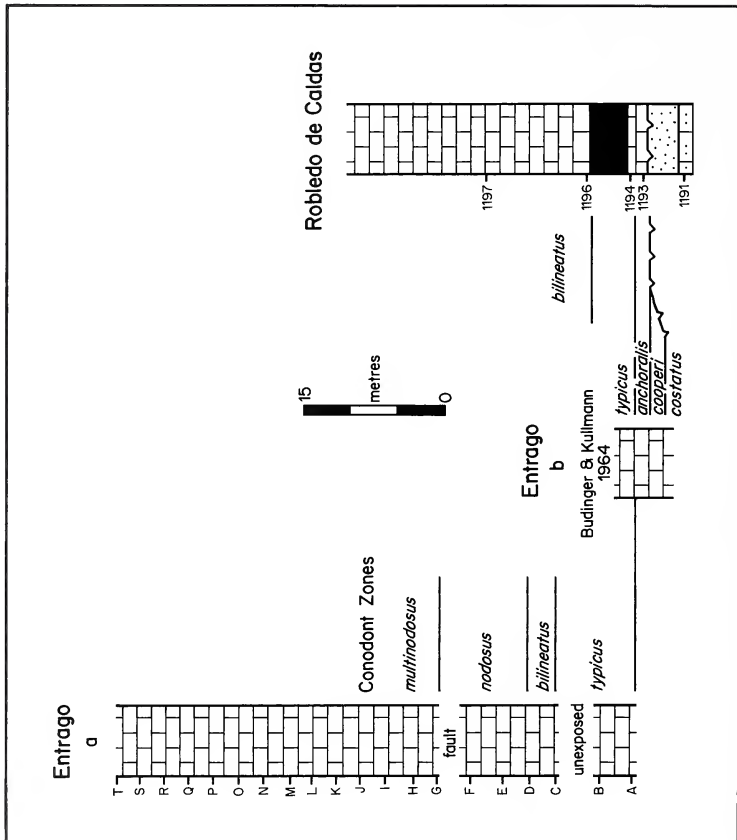 Entrago
a
T
S
R
Q
P
O
N
M
L
K
J
I
H
G
fault
F
E
D
C
unexposed
B
A
Conodont Zones
multinodosus
nodosus
bilineatus
typicus
15
metres
0
Entrago
b
Budinger & Kullmann
1964
bilineatus
typicus
anchoralis
cooperi
costatus
Robledo de Caldas
1197
1196
1194
1193
1191